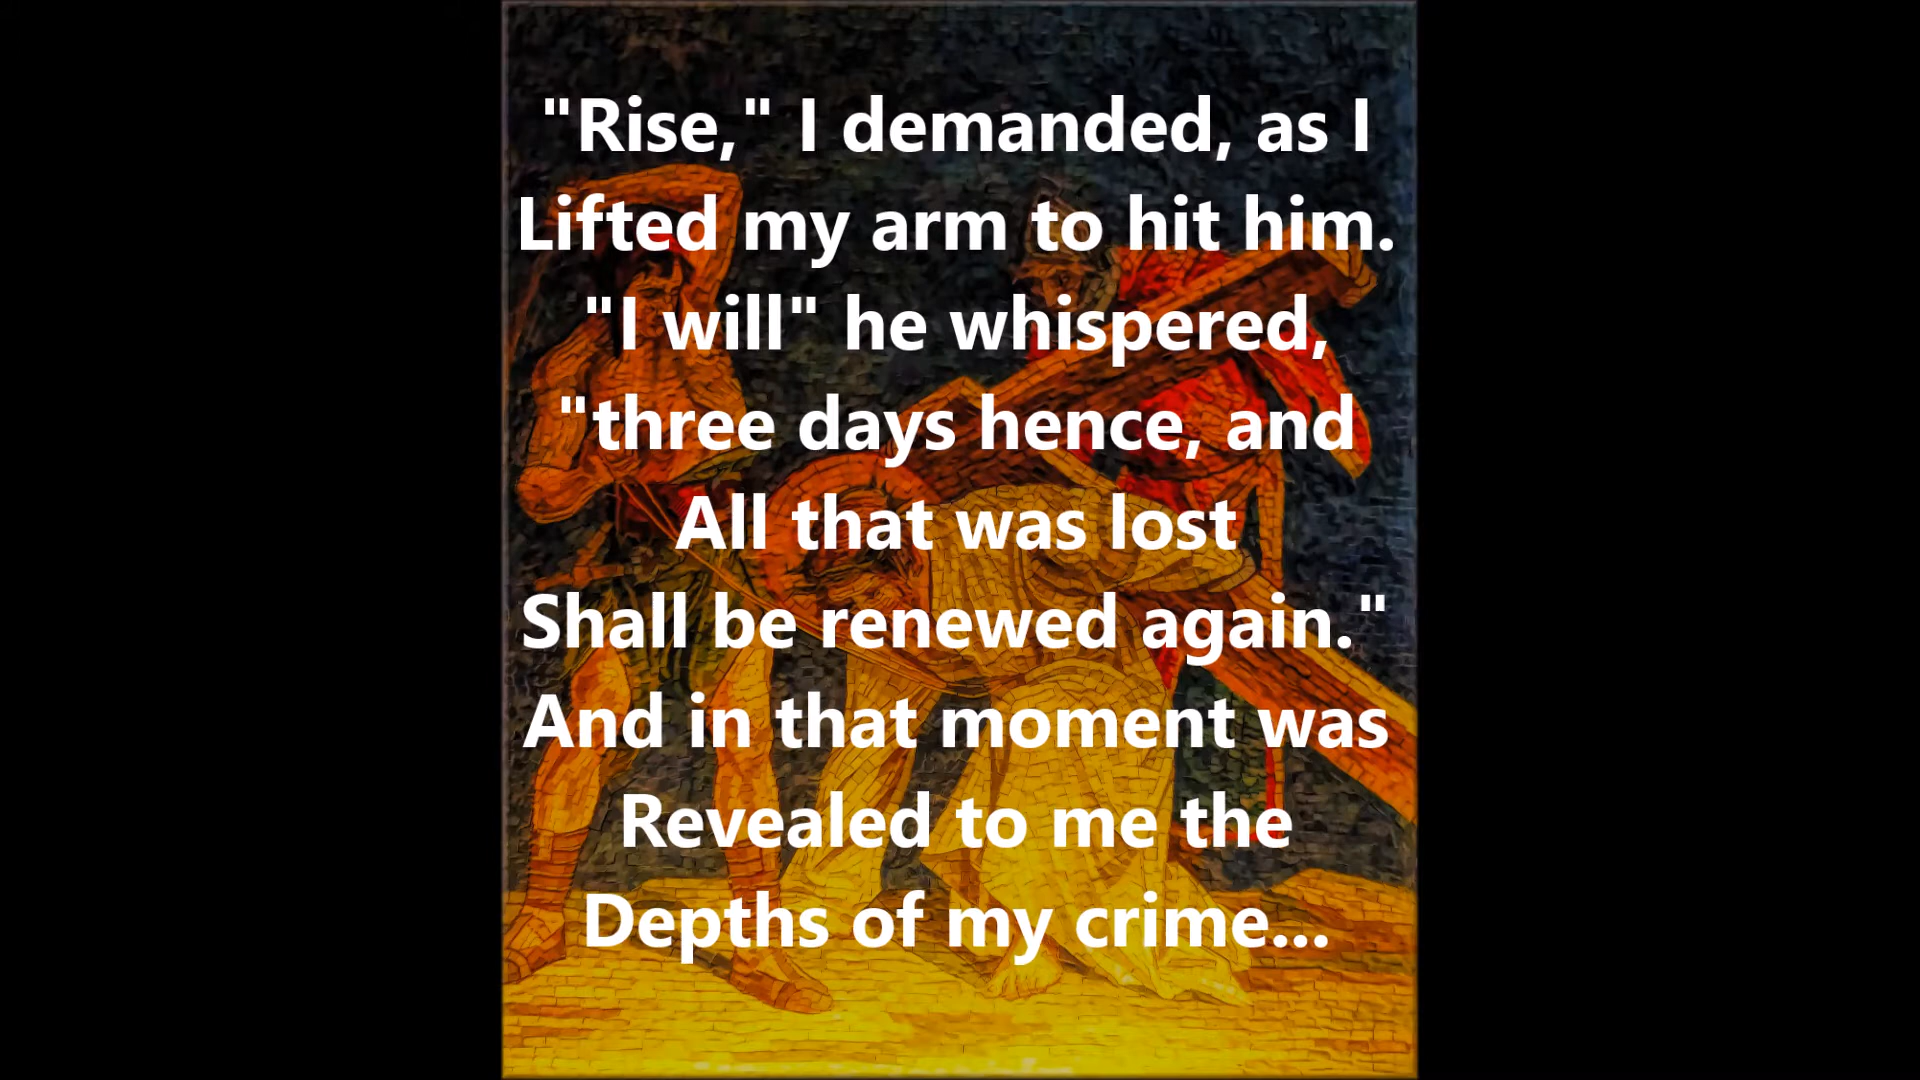 "Rise," I demanded, as I
Lifted my arm to hit him.
"I will" he whispered,
"three days hence, and
All that was lost
Shall be renewed again."
And in that moment was
Revealed to me the
Depths of my crime...